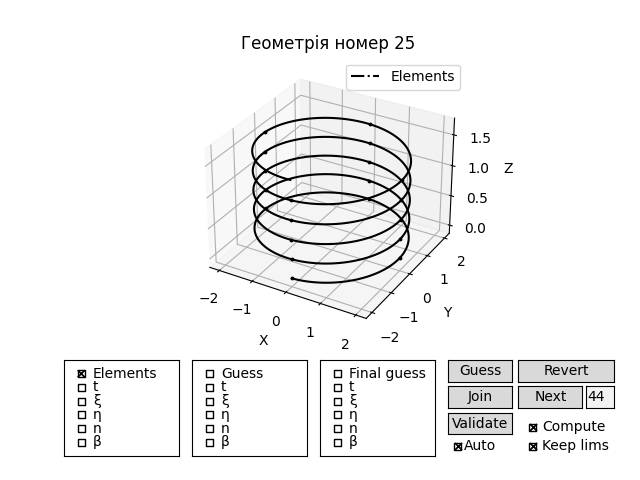 Геометрія номер 25
Elements
1.5
1.0
0.5
0.0
Z
−2
−1
0
1
2
X
−2
−1
0
1
2
Y
Elements
t
ξ
η
n
β
Guess
t
ξ
η
n
β
Final guess
t
ξ
η
n
β
Guess
Revert
Join
Next
44
Validate
Compute
Auto
Keep lims